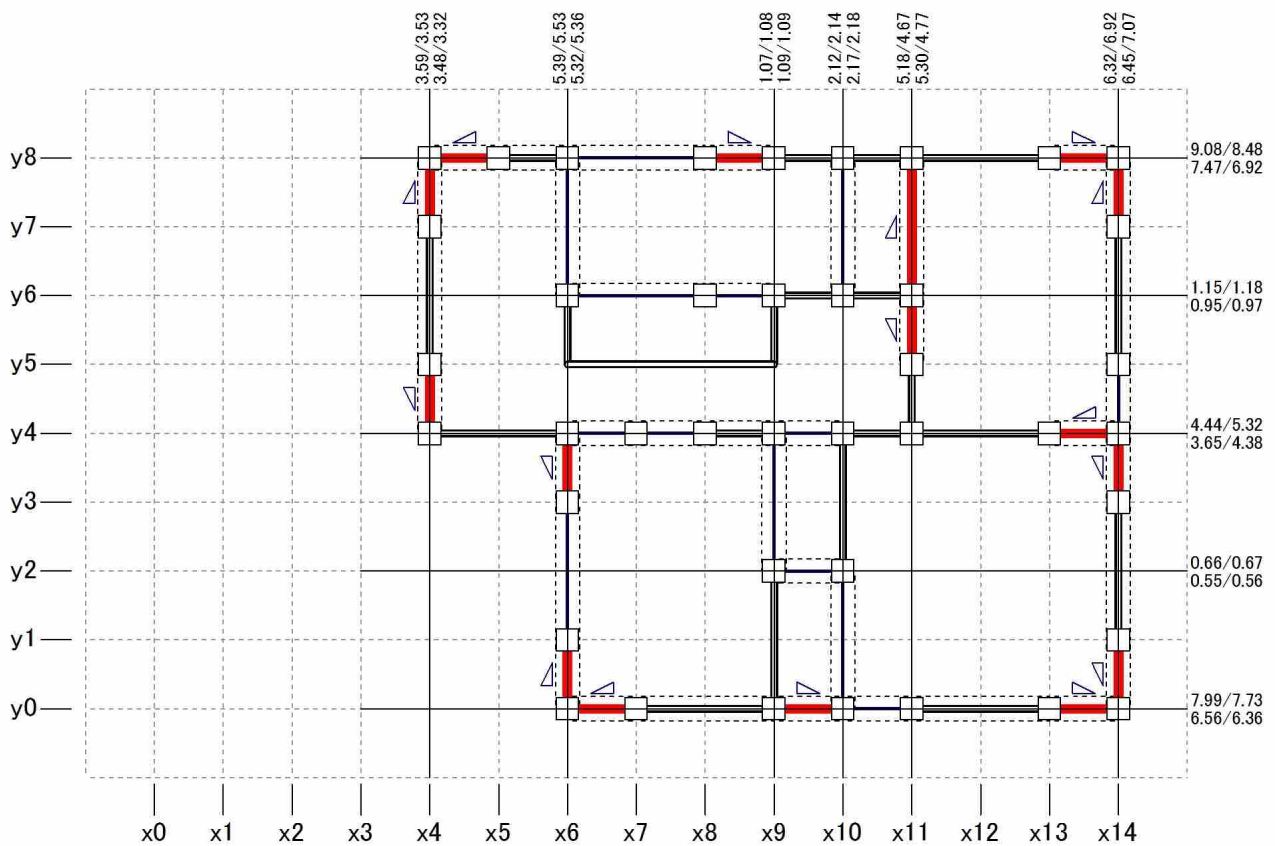 3.59/3.53
3.48/3.32
5.39/5.53
5.32/5.36
1.07/1.08
1.09/1.09
2.12/2.14
2.17/2.18
5.18/4.67
5.30/4.77
6.32/6.92
6.45/7.07
y8
9.08/8.48
7.47/6.92
y7
y6
1.15/1.18
0.95/0.97
y5
y4
4.44/5.32
3.65/4.38
y3
y2
0.66/0.67
0.55/0.56
y1
y0
7.99/7.73
6.56/6.36
x0 x1 x2 x3 x4 x5 x6 x7 x8 x9 x10 x11 x12 x13 x14